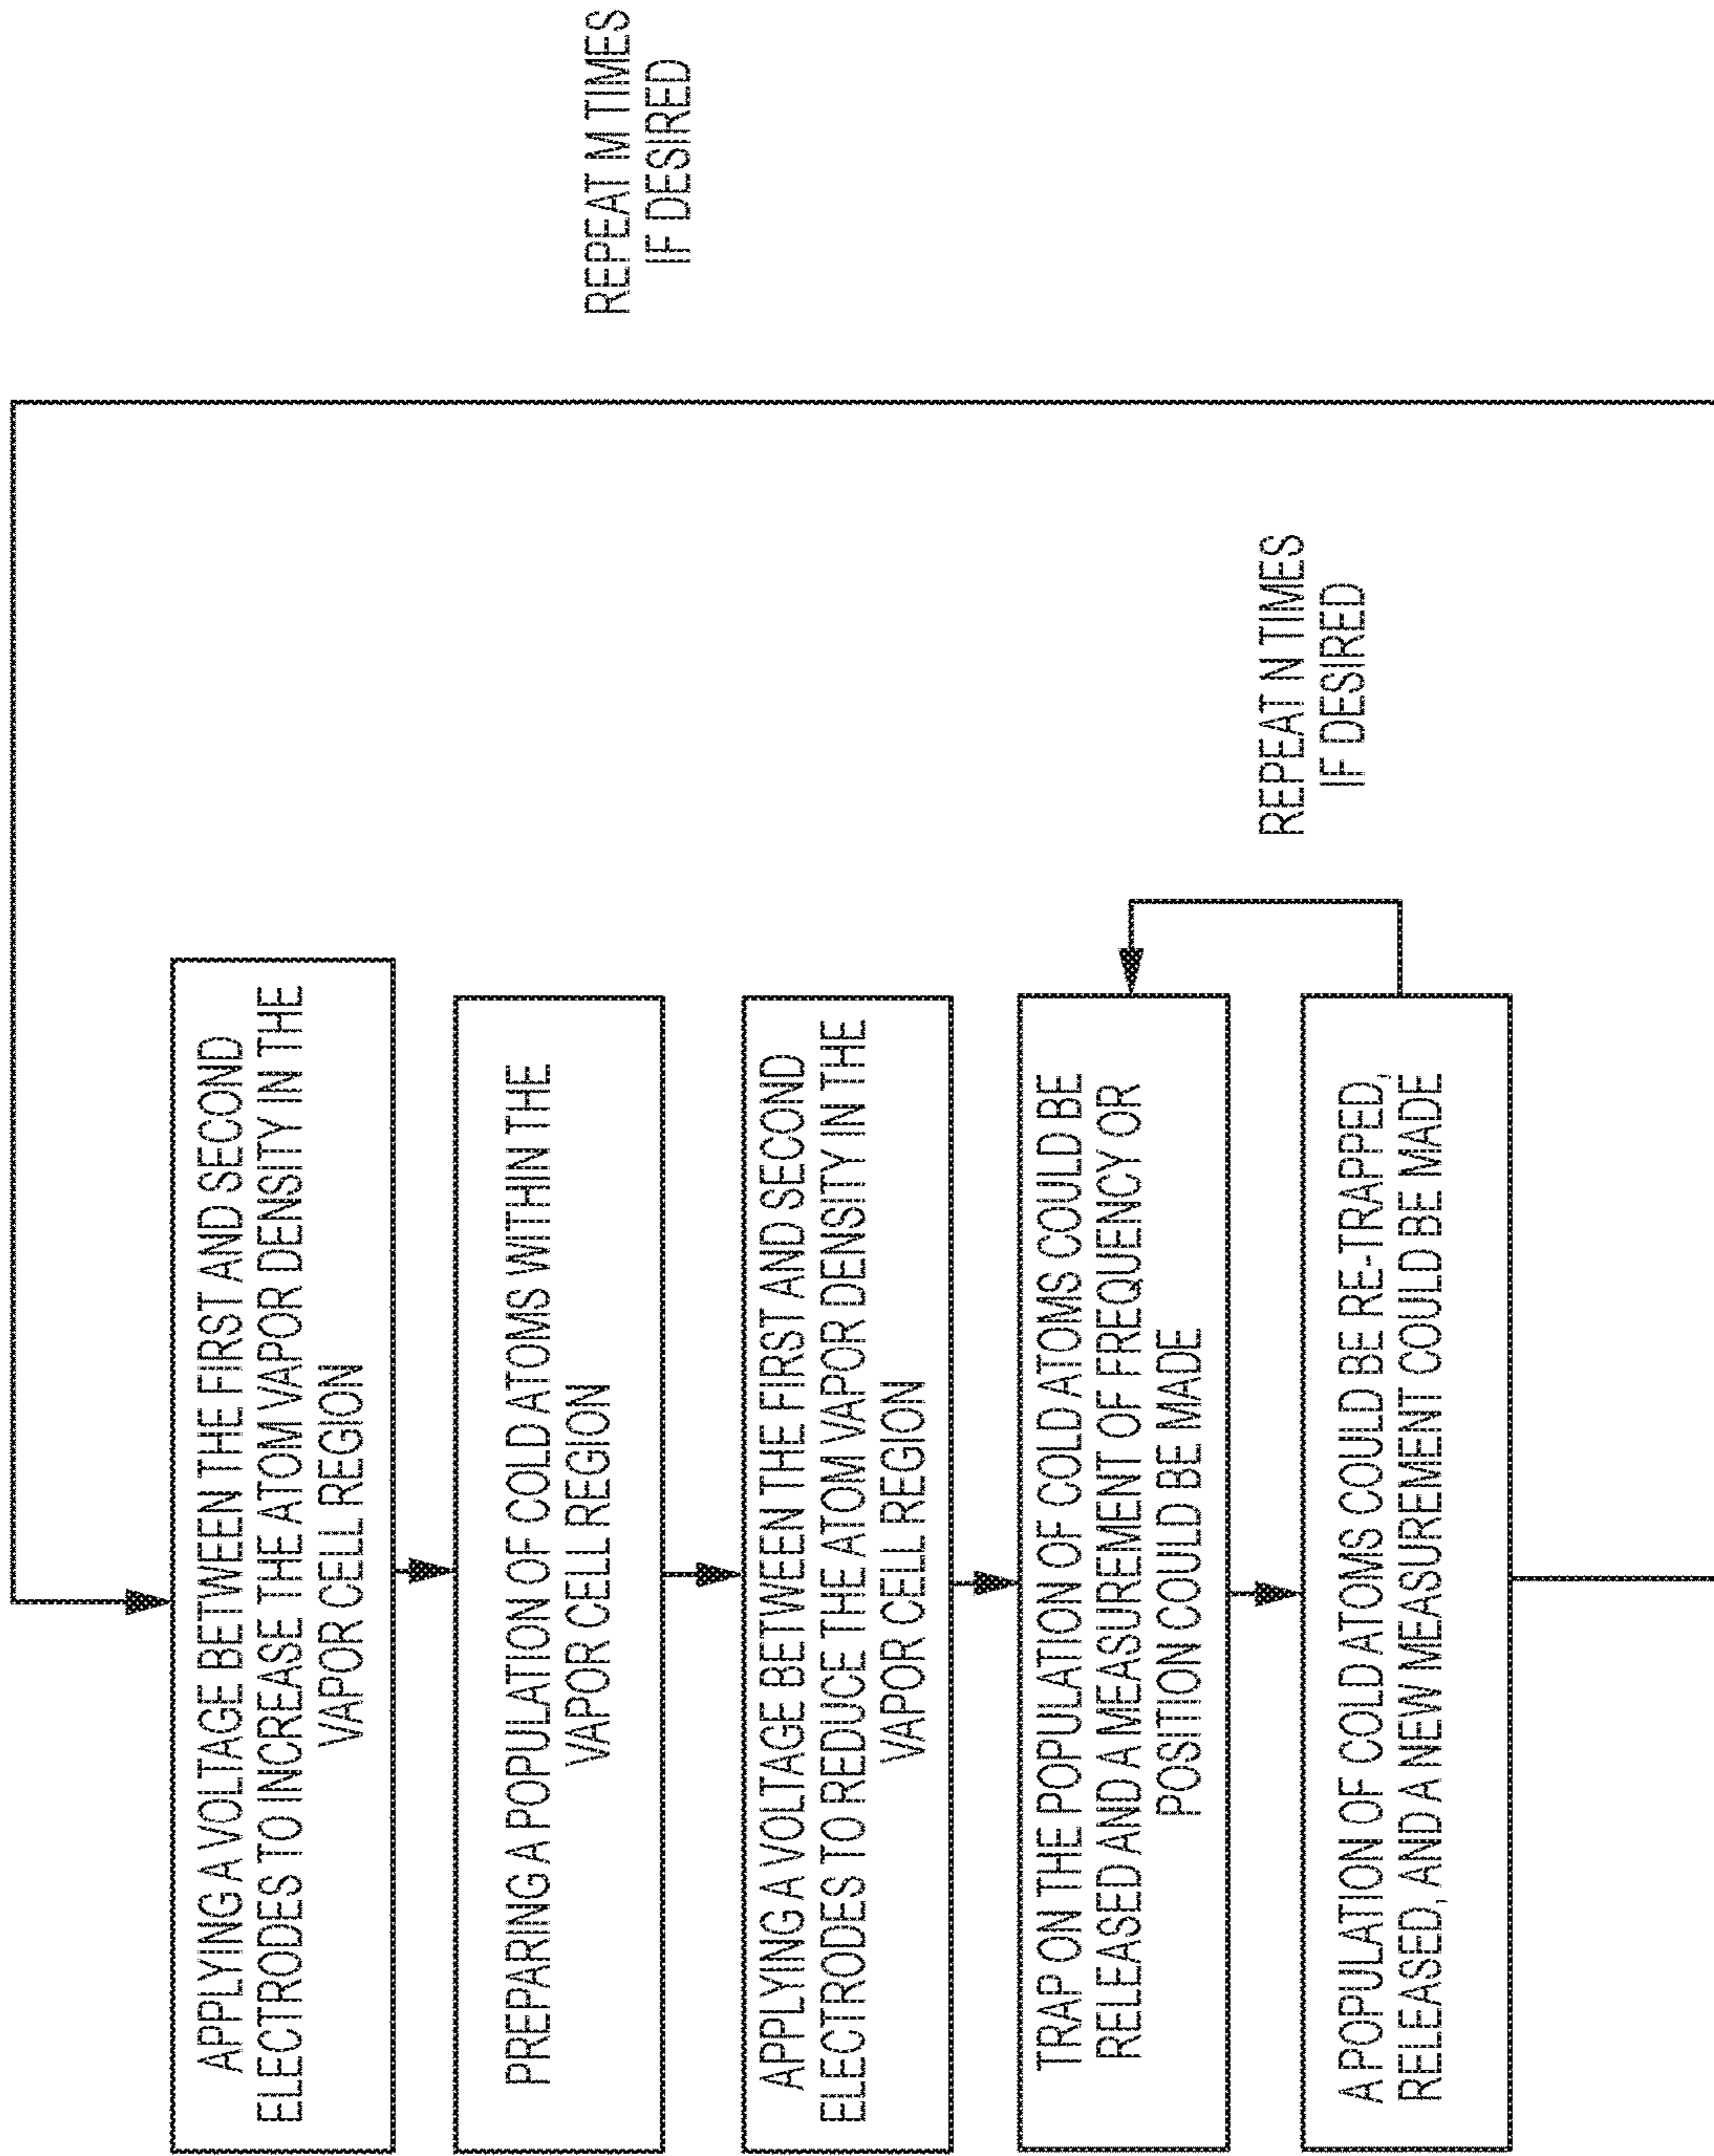 APPLYING A VOLTAGE BETWEEN THE FIRST AND SECOND
ELECTRODES TO INCREASE THE ATOM VAPOR DENSITY IN THE
VAPOR CELL REGION
PREPARING A POPULATION OF COLD ATOMS WITHIN THE
VAPOR CELL REGION
APPLYING A VOLTAGE BETWEEN THE FIRST AND SECOND
ELECTRODES TO REDUCE THE ATOM VAPOR DENSITY IN THE
VAPOR CELL REGION
TRAP ON THE POPULATION OF COLD ATOMS COULD BE
RELEASED AND A MEASUREMENT OF FREQUENCY OR
POSITION COULD BE MADE
A POPULATION OF COLD ATOMS COULD BE RE-TRAPPED,
RELEASED, AND A NEW MEASUREMENT COULD BE MADE
REPEAT N TIMES
IF DESIRED
REPEAT M TIMES
IF DESIRED